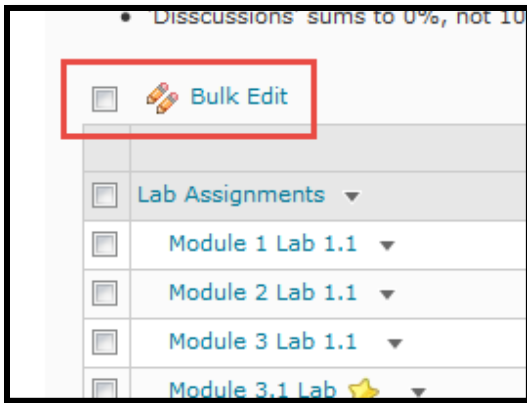 • 'Disscussions' sums to 0%, not 10
Bulk Edit
Lab Assignments
Module 1 Lab 1.1
Module 2 Lab 1.1
Module 3 Lab 1.1
Module 3.1 Lab